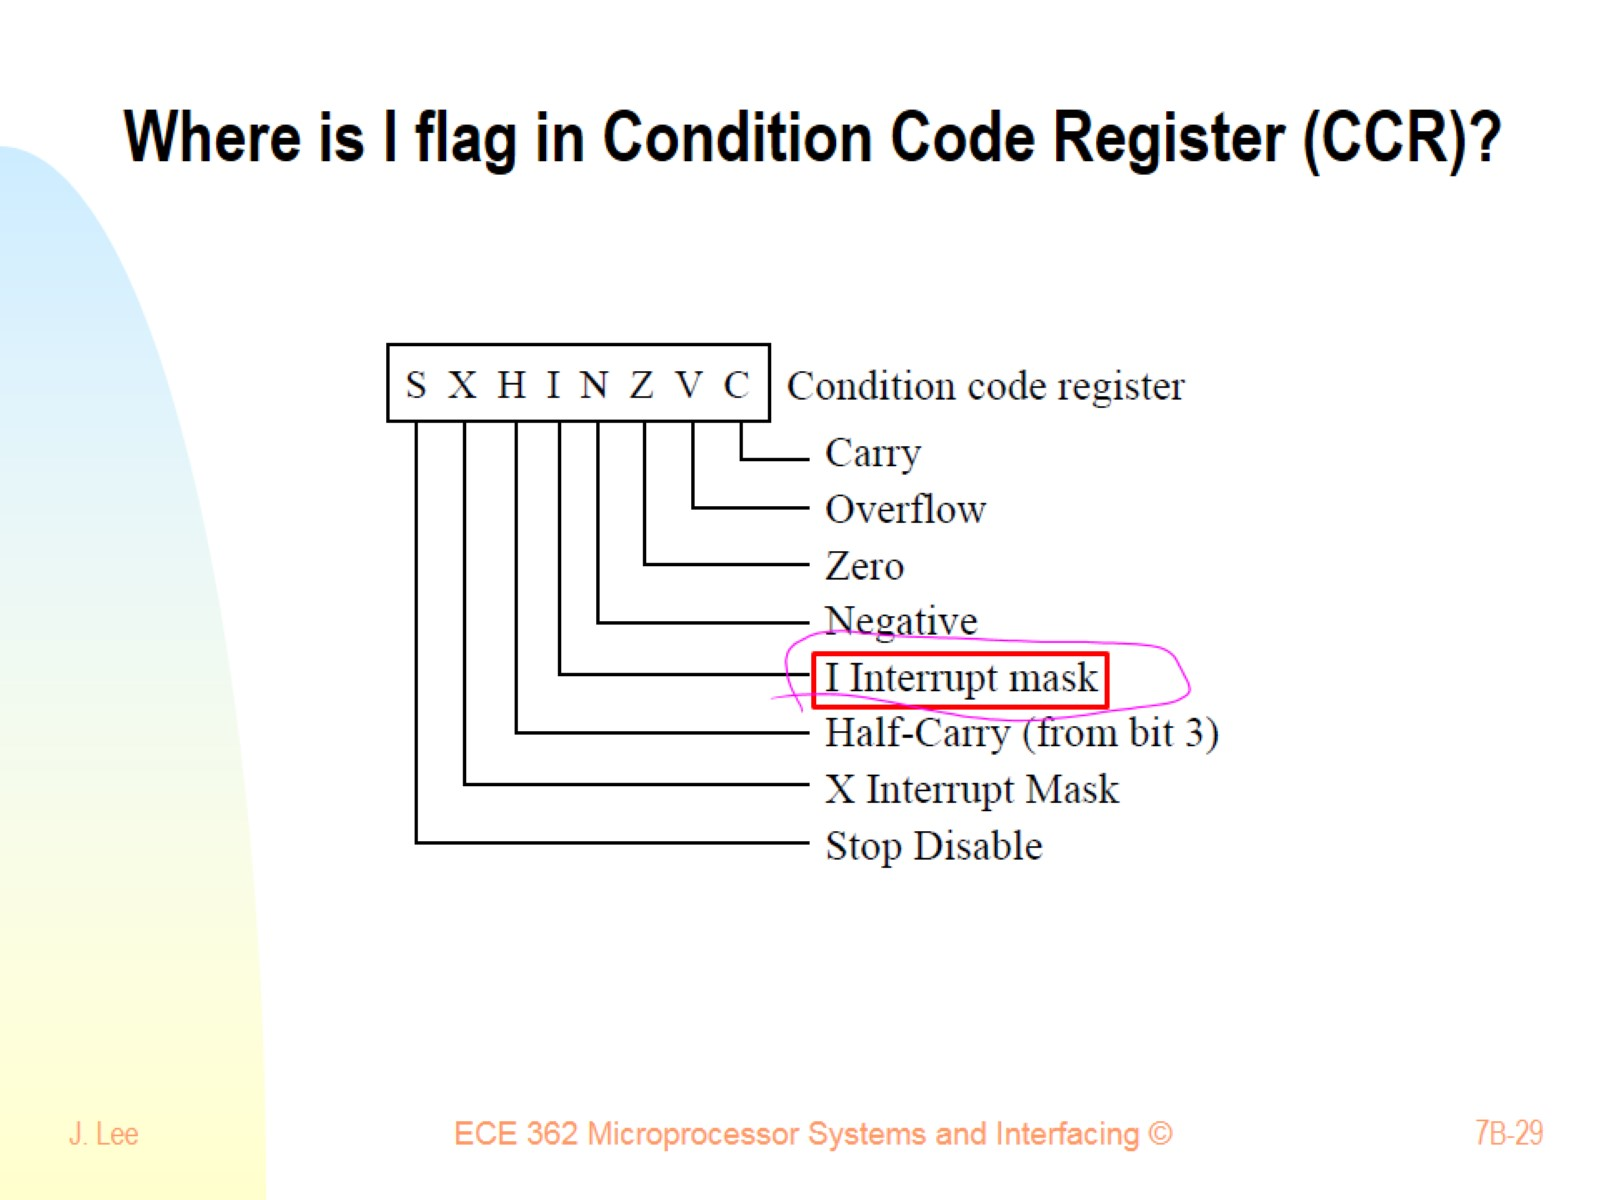 Where is I flag in Condition Code Register (CCR)?
S X H I N Z V C Condition code register
Carry
Overflow
Zero
Negative
I Interrupt mask
Half-Carry (from bit 3)
X Interrupt Mask
Stop Disable
J. Lee ECE 362 Microprocessor Systems and Interfacing © 7B-29